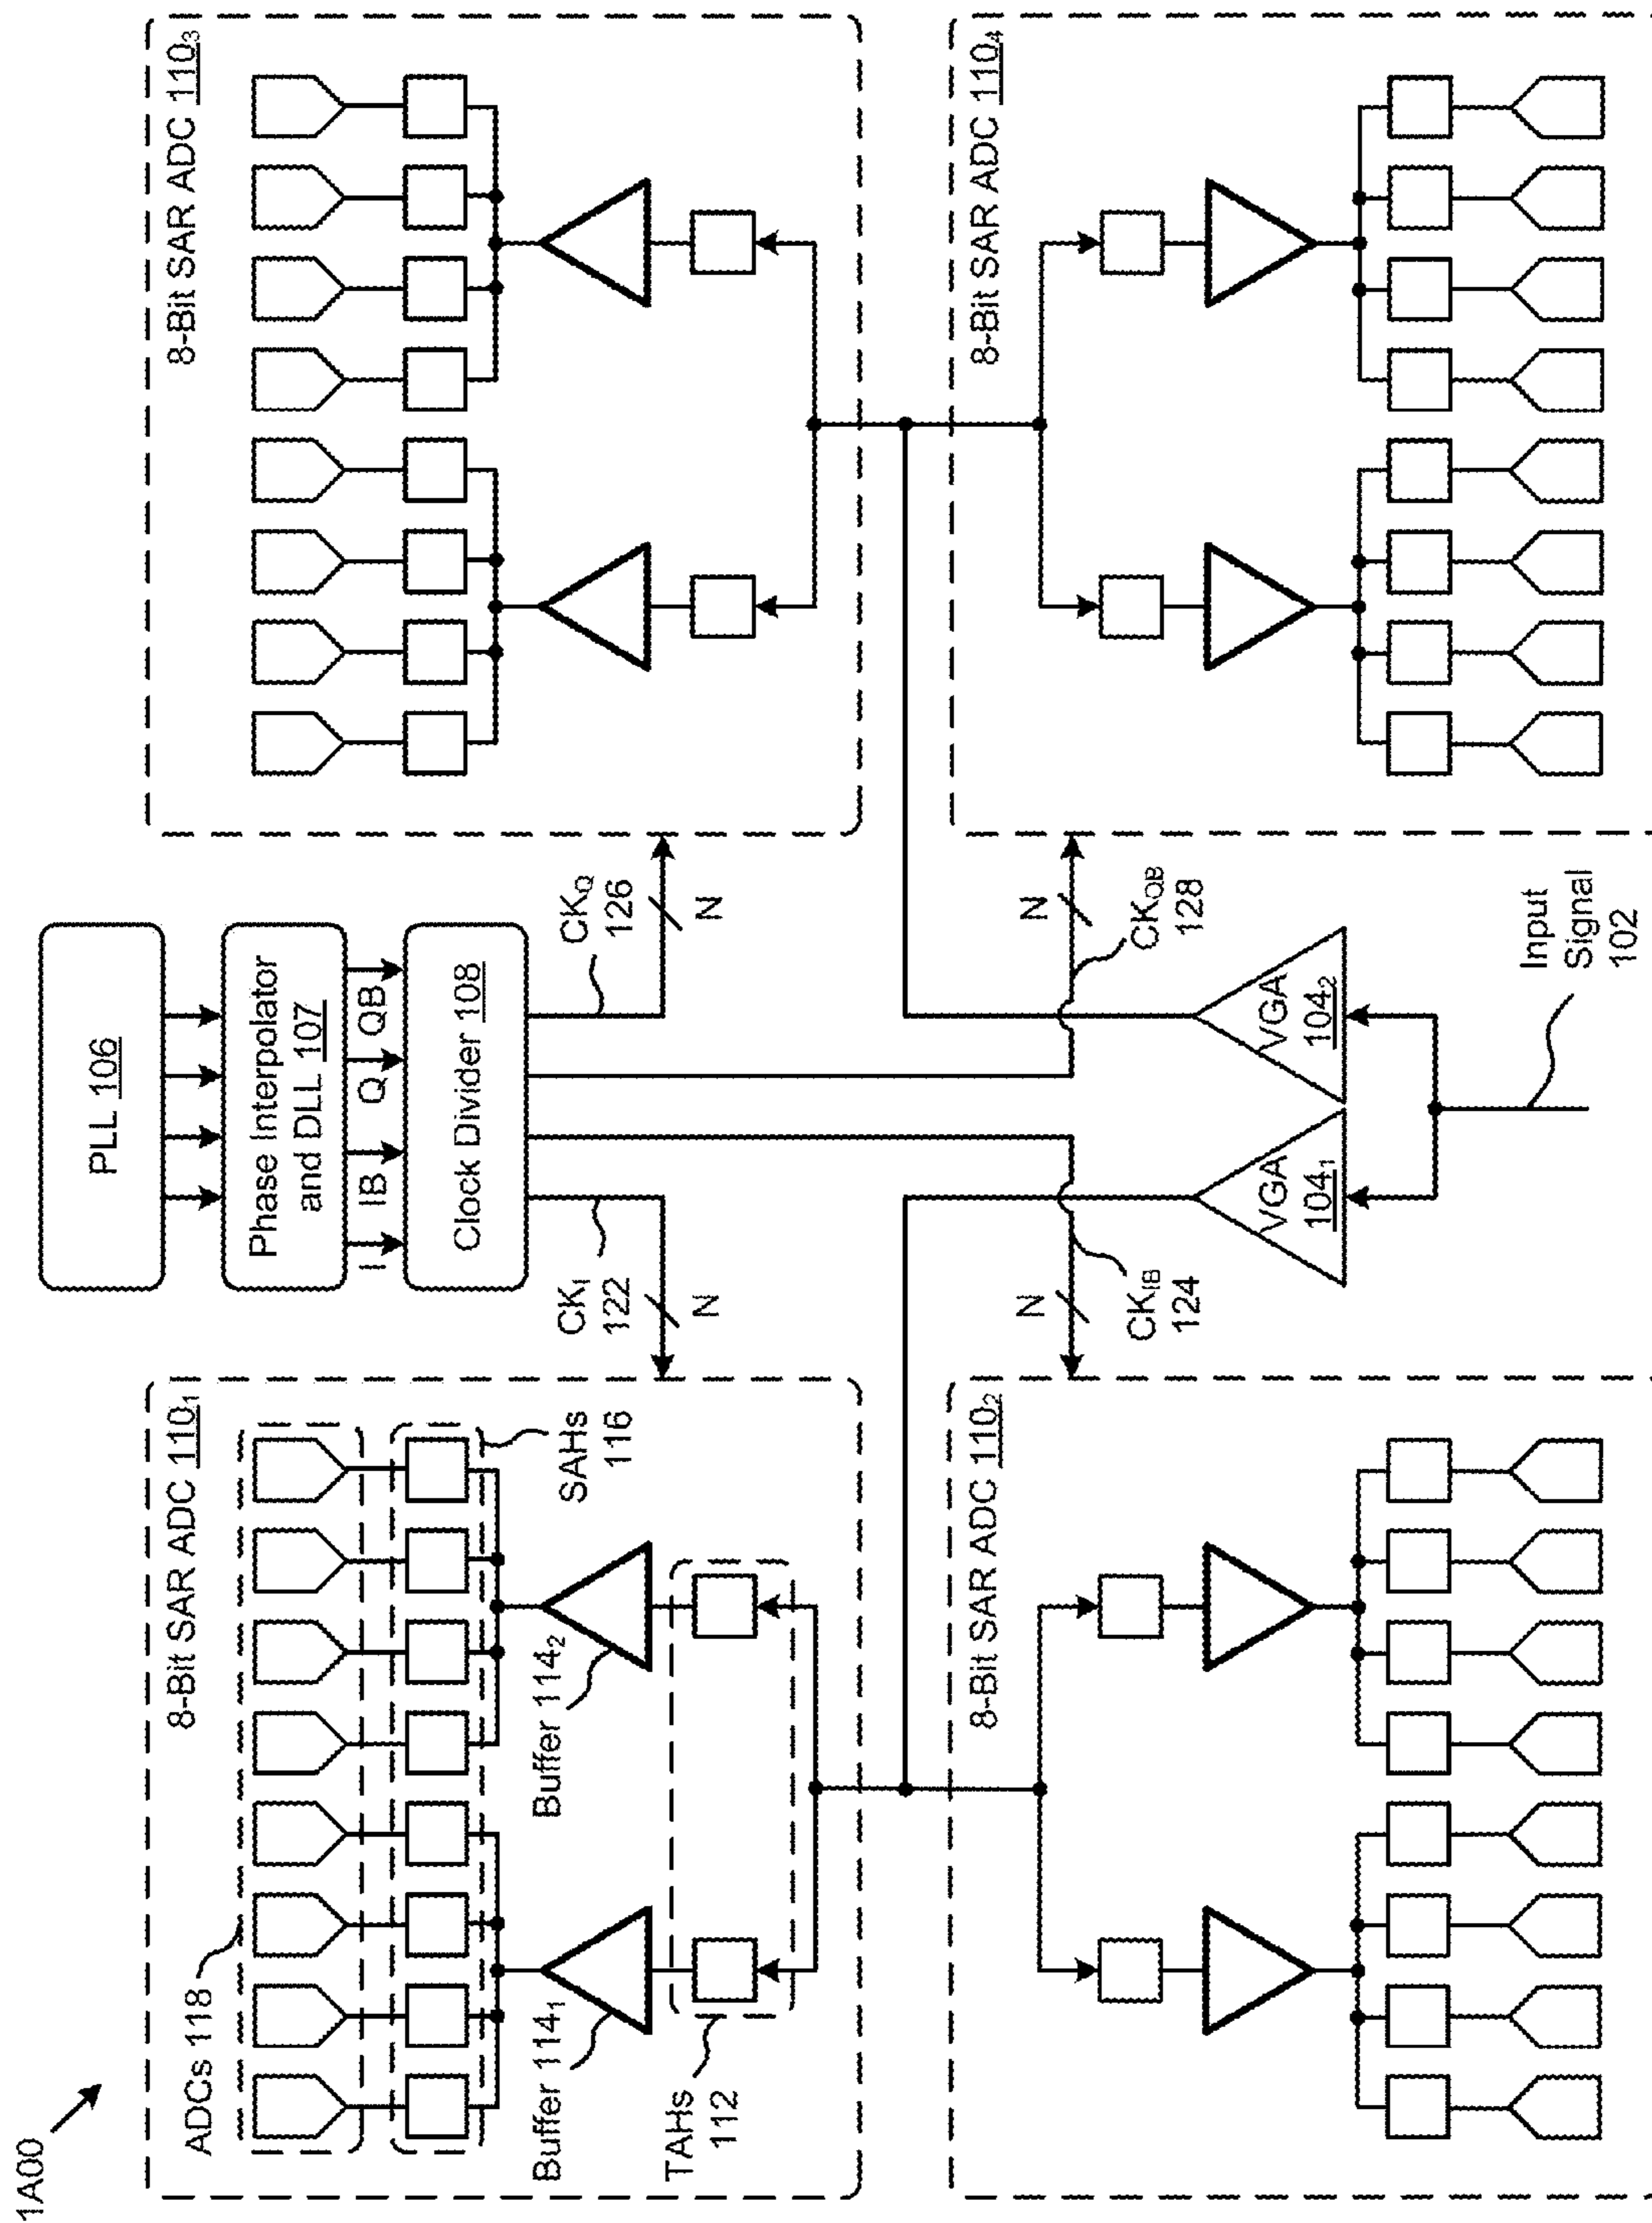 1A00
8-Bit SAR ADC 110₁
ADCs 118
SAHs
116
Buffer 114₁
Buffer 114₂
TAHs
112
PLL 106
Phase Interpolator
and DLL 107
I
IB
Q
QB
Clock Divider 108
CK_I
122
N
CK_Q
126
N
8-Bit SAR ADC 110₃
8-Bit SAR ADC 110₂
N
CK_IB
124
N
CK_QB
128
VGA
104₁
VGA
104₂
Input
Signal
102
8-Bit SAR ADC 110₄